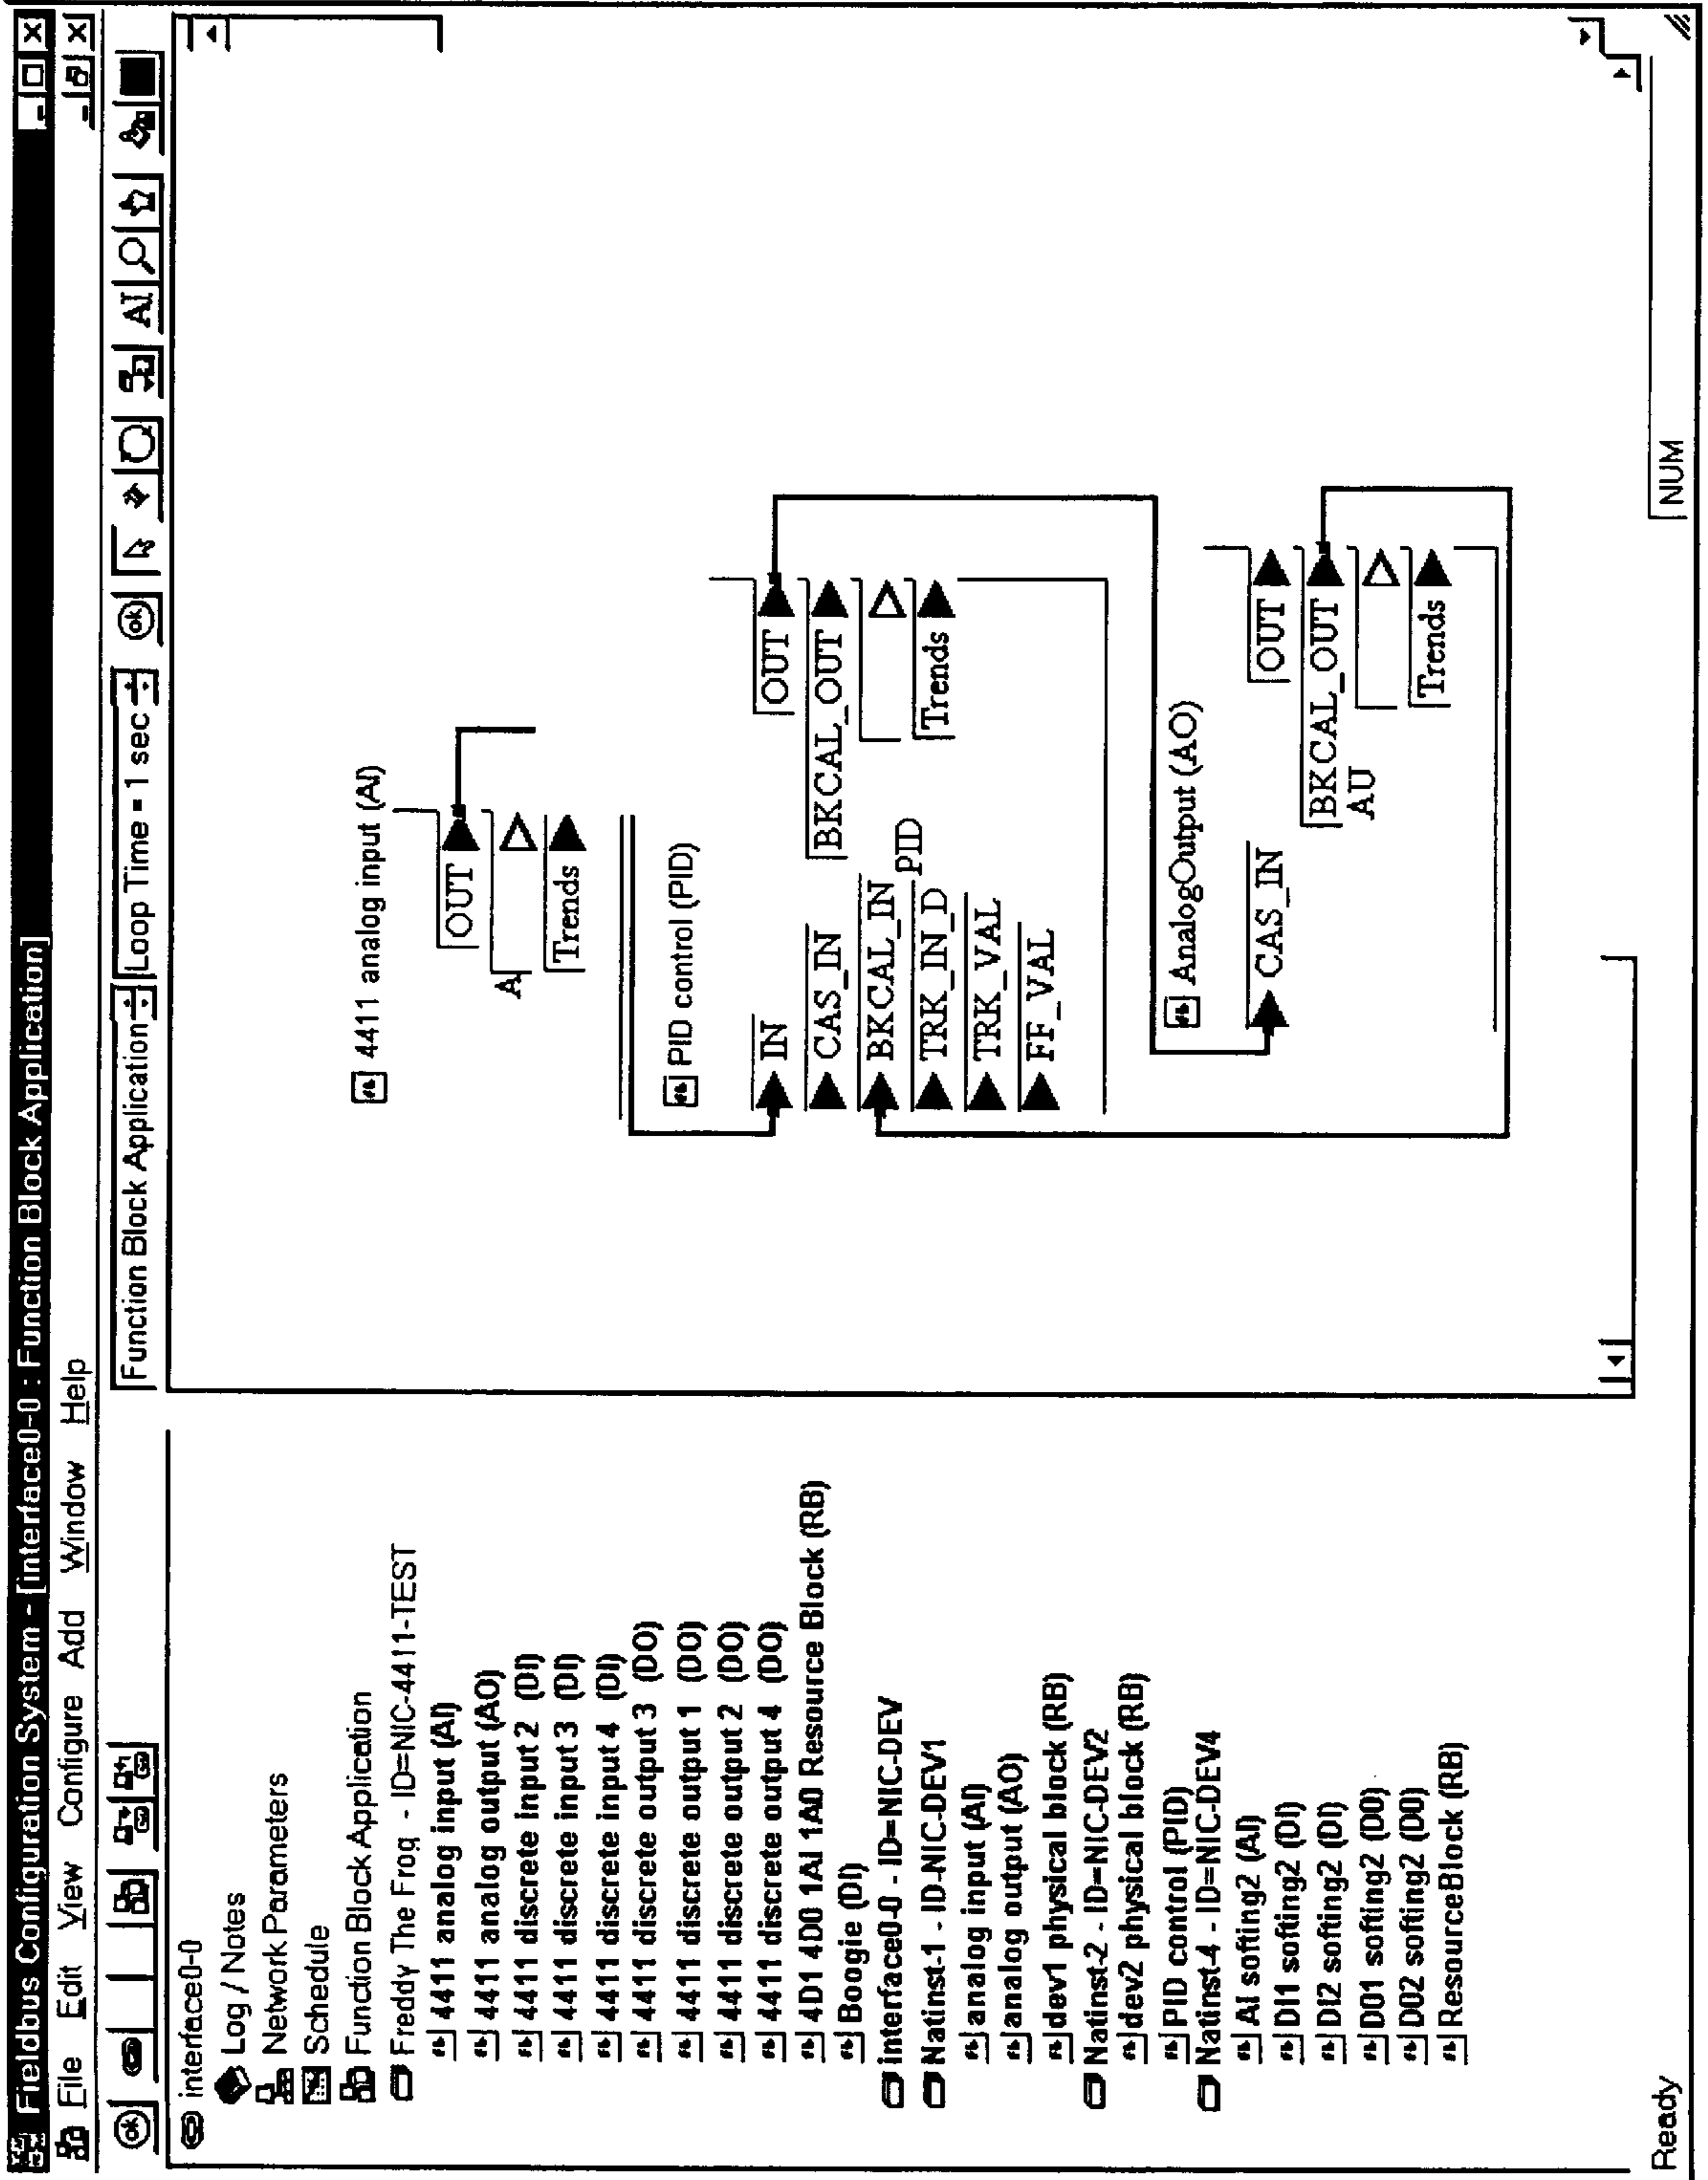 Fieldbus Configuration System - [interface0-0 : Function Block Application]
File Edit View Configure Add Window Help
Function Block Application Loop Time = 1 sec ok AI
ok
interface0-0
Log / Notes
Network Parameters
Schedule
Function Block Application
Freddy The Frog - ID=NIC-4411-TEST
4411 analog input (AI)
4411 analog output (AO)
4411 discrete input 2 (DI)
4411 discrete input 3 (DI)
4411 discrete input 4 (DI)
4411 discrete output 3 (DO)
4411 discrete output 1 (DO)
4411 discrete output 2 (DO)
4411 discrete output 4 (DO)
4D1 4D0 1AI 1A0 Resource Block (RB)
Boogie (DI)
interface0-0 - ID=NIC-DEV
Natinst-1 - ID-NIC-DEV1
analog input (AI)
analog output (AO)
dev1 physical block (RB)
Natinst-2 - ID=NIC-DEV2
dev2 physical block (RB)
PID control (PID)
Natinst-4 - ID=NIC-DEV4
AI softing2 (AI)
DI1 softing2 (DI)
DI2 softing2 (DI)
D01 softing2 (D0)
D02 softing2 (D0)
ResourceBlock (RB)
4411 analog input (AI)
OUT
A
Trends
PID control (PID)
IN
CAS_IN
BKCAL_IN
PID
TRK_IN_D
TRK_VAL
FF_VAL
OUT
BKCAL_OUT
Trends
AnalogOutput (AO)
CAS_IN
OUT
BKCAL_OUT
AU
Trends
Ready
NUM